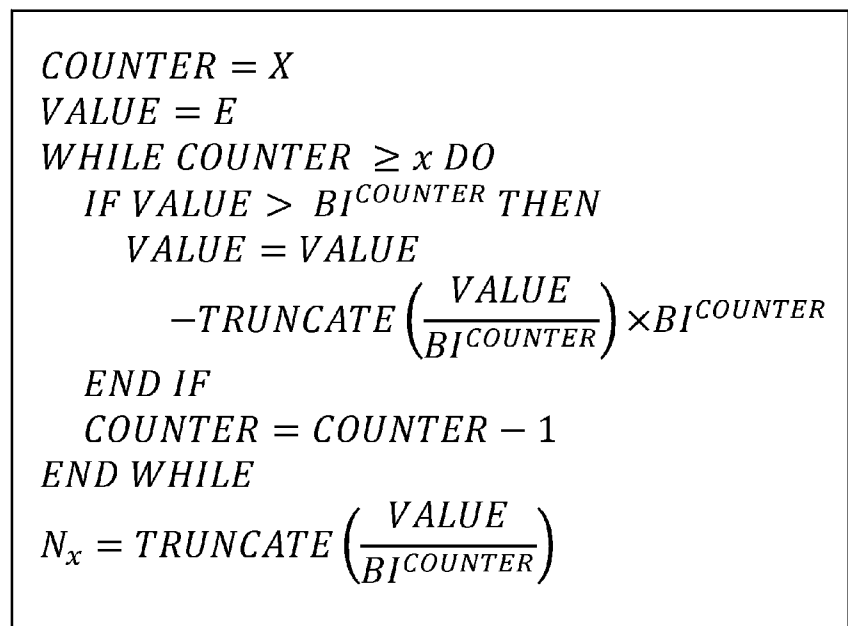 COUNTER = X
VALUE = E
WHILE COUNTER ≥ x DO
IF VALUE > BI^COUNTER THEN
VALUE = VALUE
−TRUNCATE(VALUE/BI^COUNTER)×BI^COUNTER
END IF
COUNTER = COUNTER − 1
END WHILE
N_x = TRUNCATE(VALUE/BI^COUNTER)